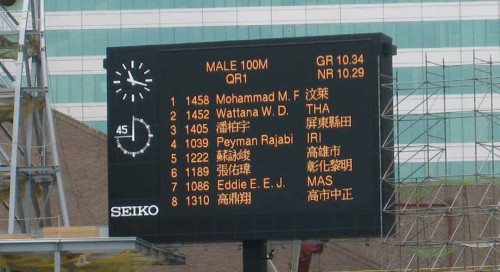 MALE 100M GR 10.34
QR1 NR 10.29
1 1458 Mohammad M. F 汶萊
2 1452 Wattana W. D. THA
3 1405 潘柏宇 屏東縣田
4 1039 Peyman Rajabi IRI
5 1222 蘇詠峻 高雄市
6 1189 張佑瑋 彰化黎明
7 1086 Eddie E. E. J. MAS
8 1310 高鼎翔 高市中正
45
SEIKO